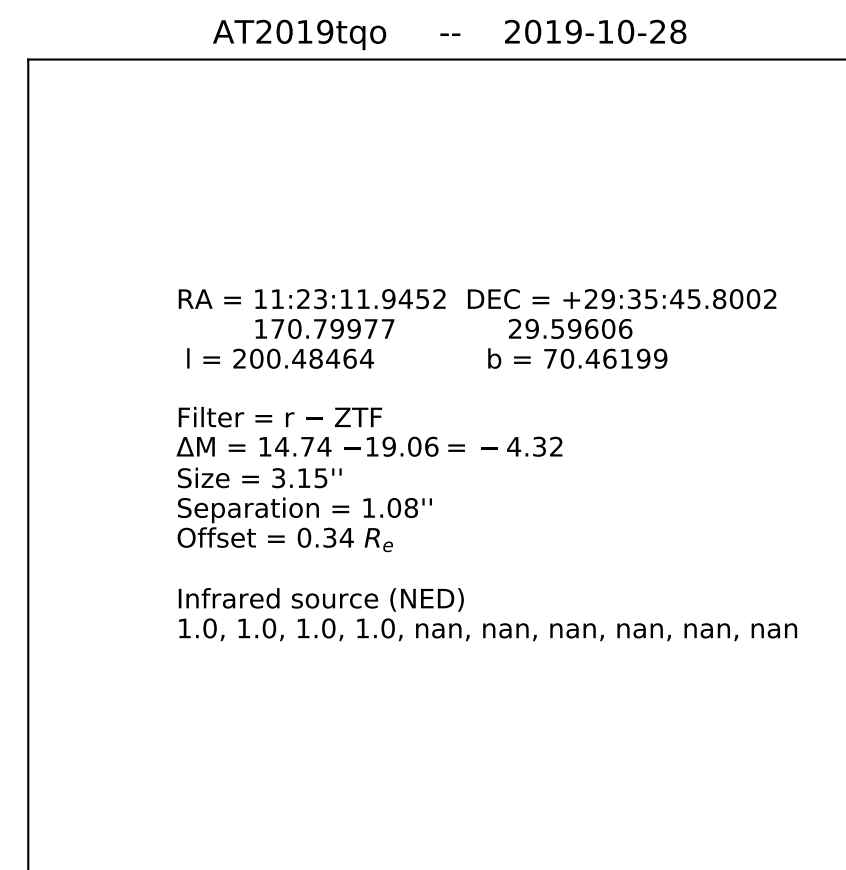 AT2019tqo -- 2019-10-28
RA = 11:23:11.9452 DEC = +29:35:45.8002
170.79977 29.59606
l = 200.48464 b = 70.46199
Filter = r − ZTF
ΔM = 14.74 −19.06 = − 4.32
Size = 3.15''
Separation = 1.08''
Offset = 0.34 Rₑ
Infrared source (NED)
1.0, 1.0, 1.0, 1.0, nan, nan, nan, nan, nan, nan